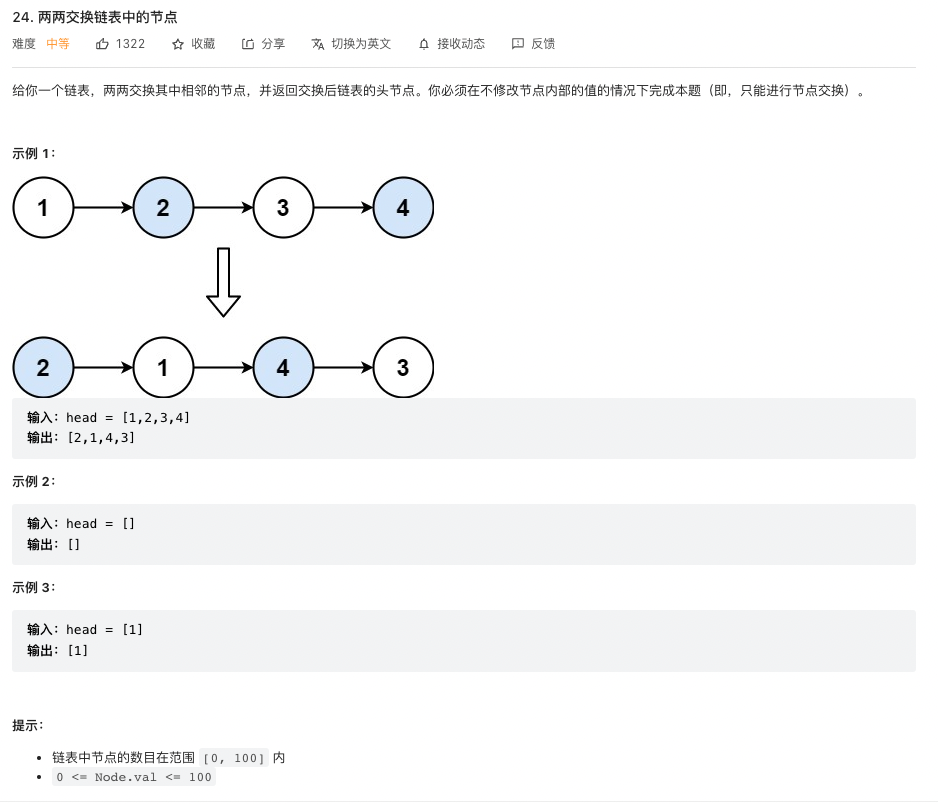 24. 两两交换链表中的节点
难度 中等 1322 收藏 分享 切换为英文 接收动态 反馈
给你一个链表，两两交换其中相邻的节点，并返回交换后链表的头节点。你必须在不修改节点内部的值的情况下完成本题（即，只能进行节点交换）。
示例 1：
1 2 3 4
2 1 4 3
输入：head = [1,2,3,4]
输出：[2,1,4,3]
示例 2：
输入：head = []
输出：[]
示例 3：
输入：head = [1]
输出：[1]
提示：
链表中节点的数目在范围 [0, 100] 内
0 <= Node.val <= 100